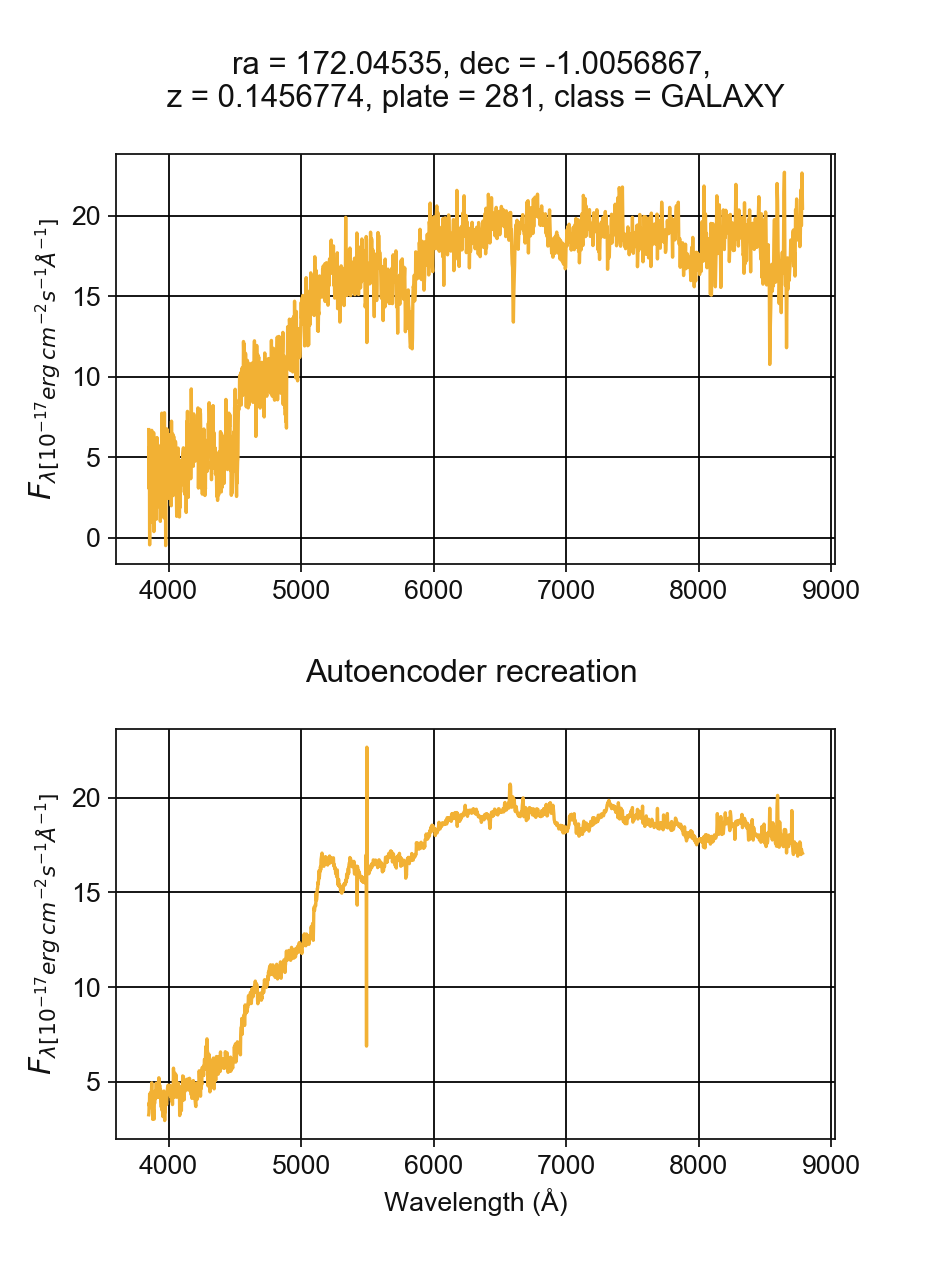 ra = 172.04535, dec = -1.0056867,
z = 0.1456774, plate = 281, class = GALAXY
F_λ[10^{-17} erg cm^{-2} s^{-1} Å^{-1}]
20
15
10
5
0
4000 5000 6000 7000 8000 9000
Autoencoder recreation
F_λ[10^{-17} erg cm^{-2} s^{-1} Å^{-1}]
20
15
10
5
4000 5000 6000 7000 8000 9000
Wavelength (Å)